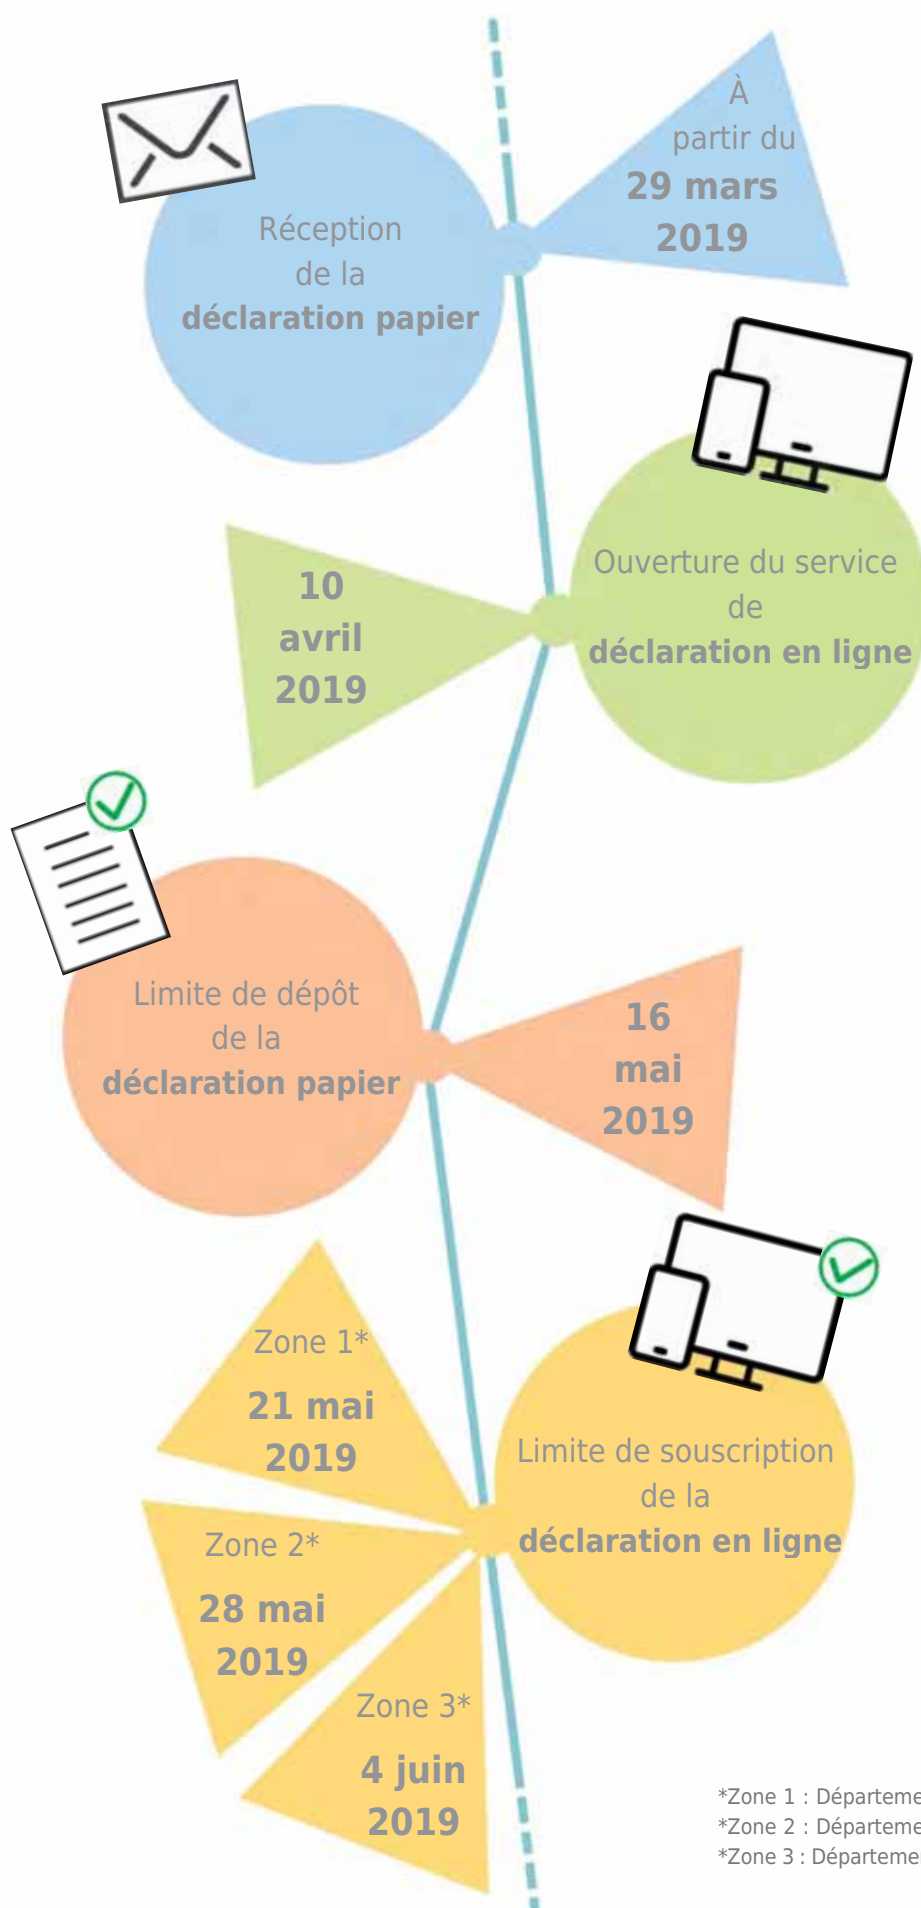 À
partir du
29 mars
2019
Réception
de la
déclaration papier
Ouverture du service
de
déclaration en ligne
10
avril
2019
Limite de dépôt
de la
déclaration papier
16
mai
2019
Zone 1*
21 mai
2019
Limite de souscription
de la
déclaration en ligne
Zone 2*
28 mai
2019
Zone 3*
4 juin
2019
*Zone 1 :
*Zone 2 :
*Zone 3 :